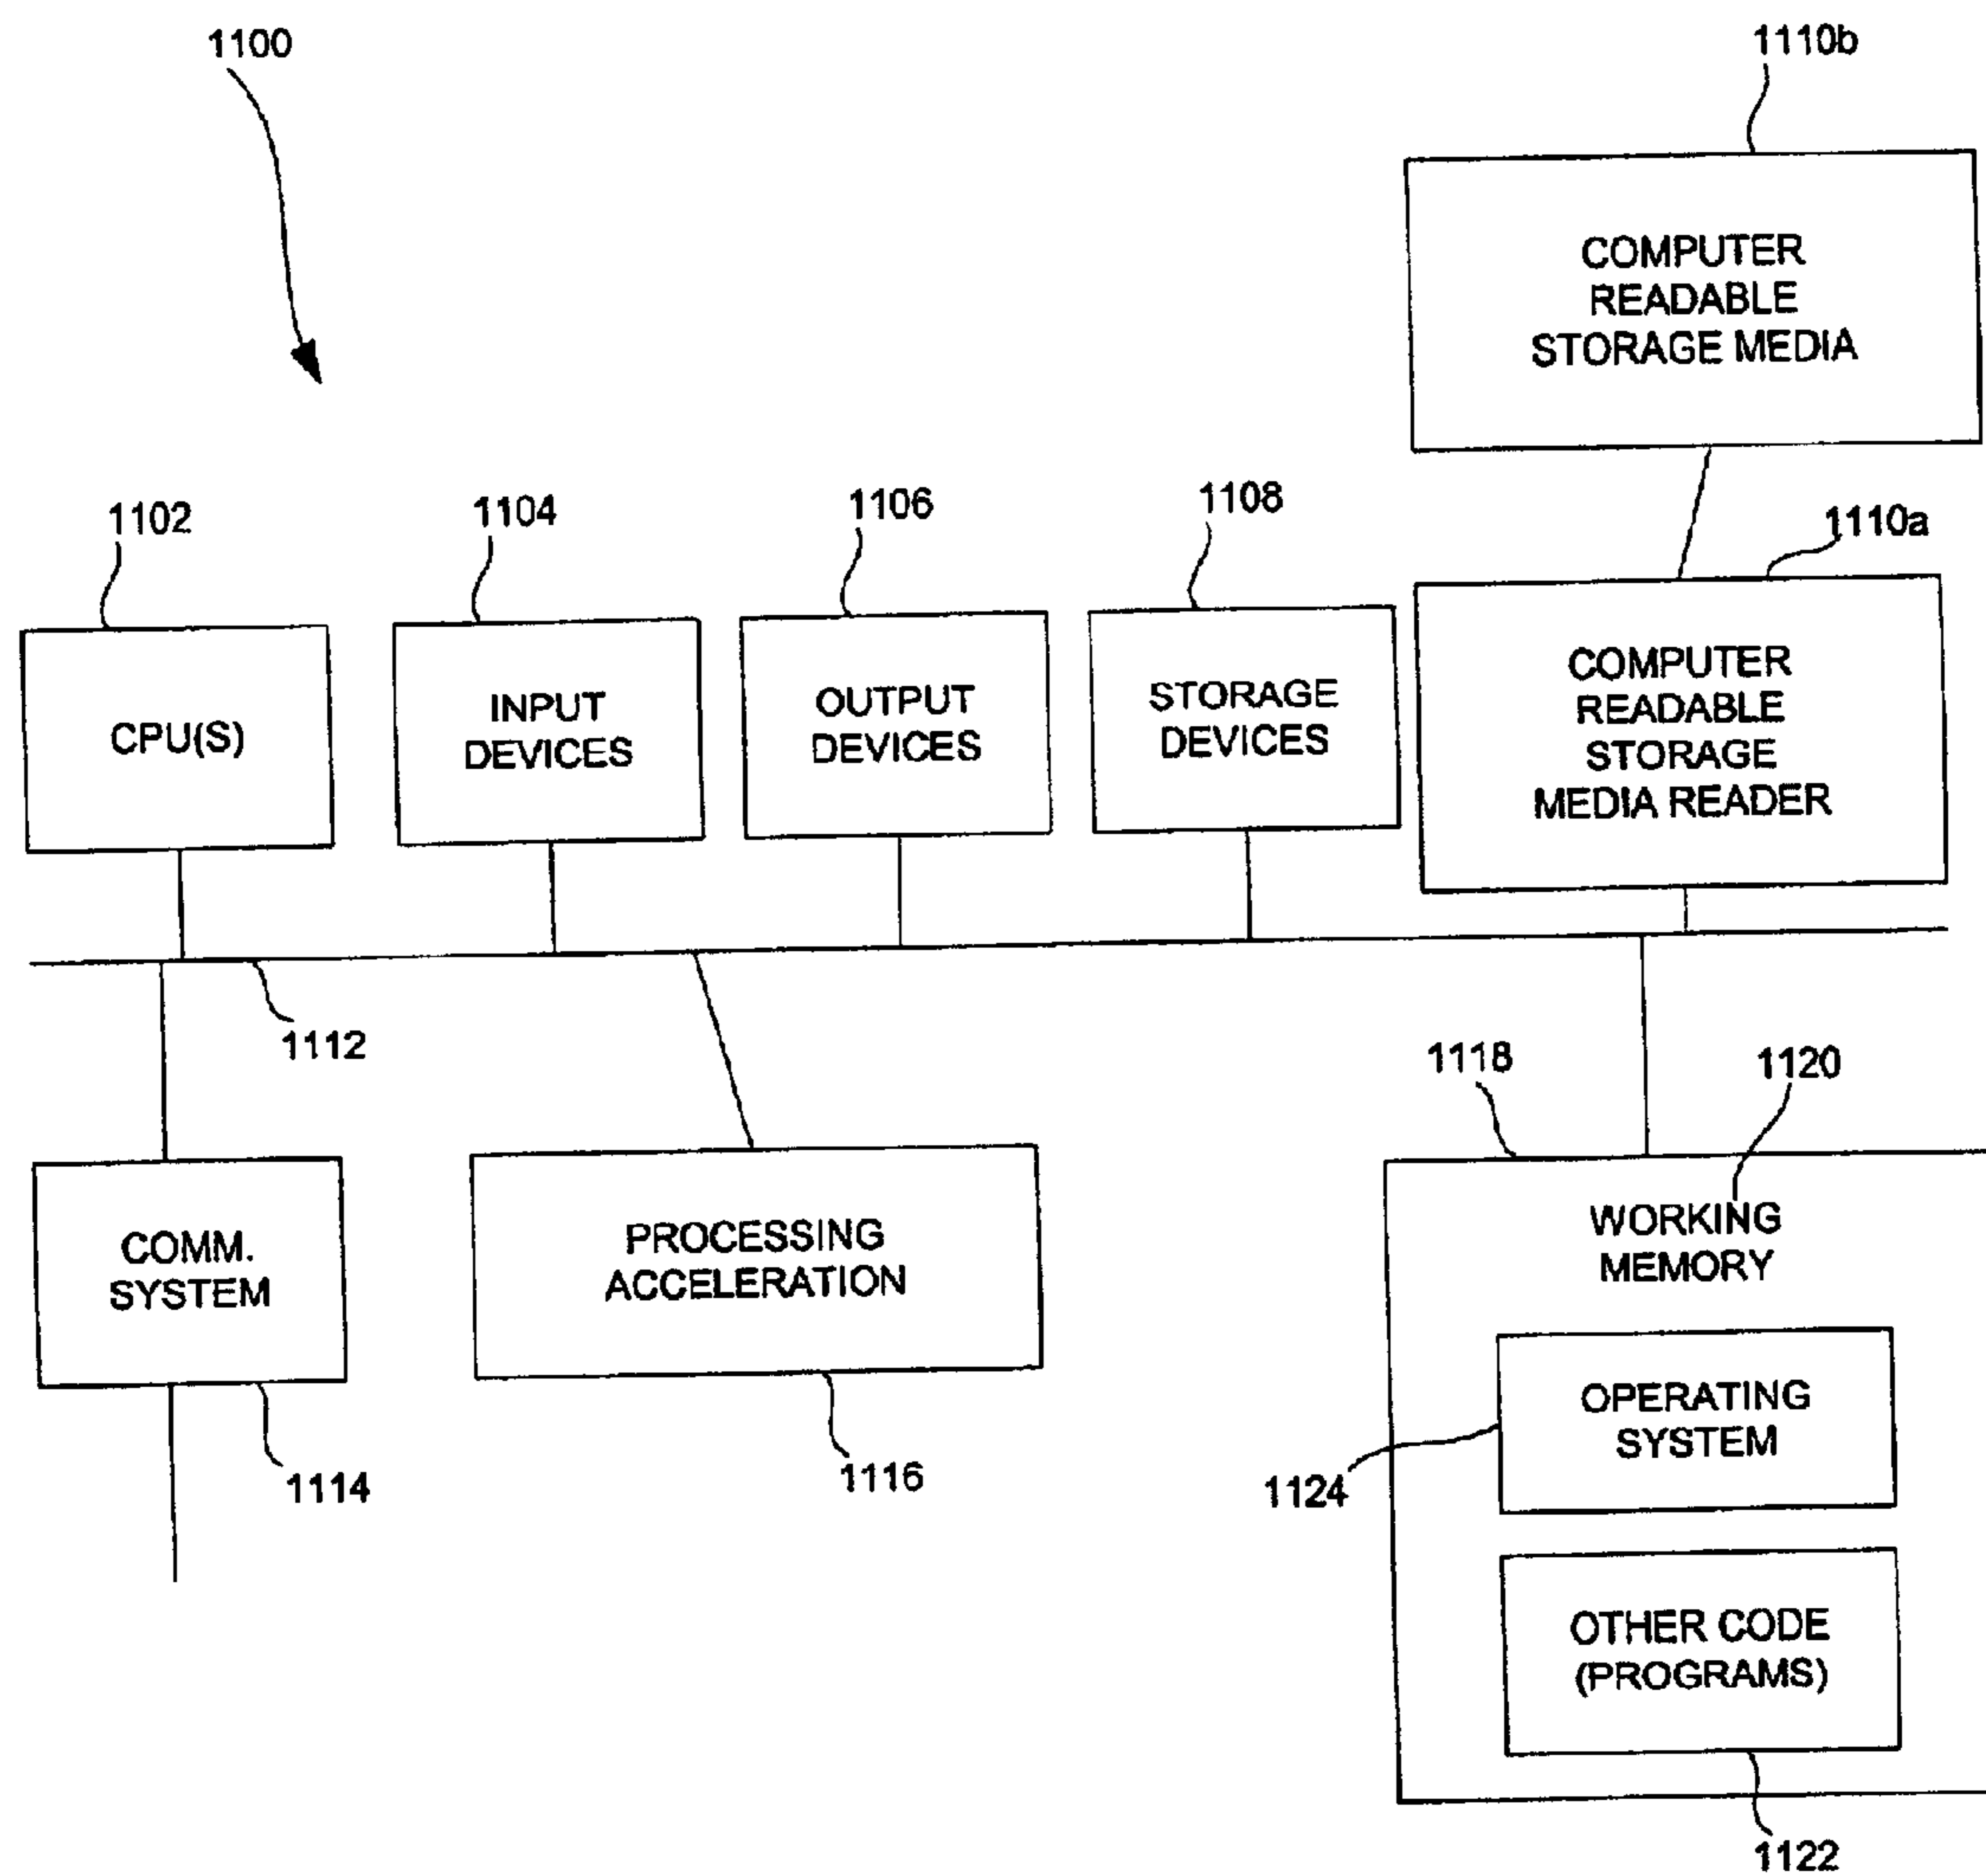 1100
1110b
COMPUTER
READABLE
STORAGE MEDIA
1102
1104
1106
1108
1110a
CPU(S)
INPUT
DEVICES
OUTPUT
DEVICES
STORAGE
DEVICES
COMPUTER
READABLE
STORAGE
MEDIA READER
1112
1118
1120
COMM.
SYSTEM
PROCESSING
ACCELERATION
WORKING
MEMORY
OPERATING
SYSTEM
1114
1116
1124
OTHER CODE
(PROGRAMS)
1122